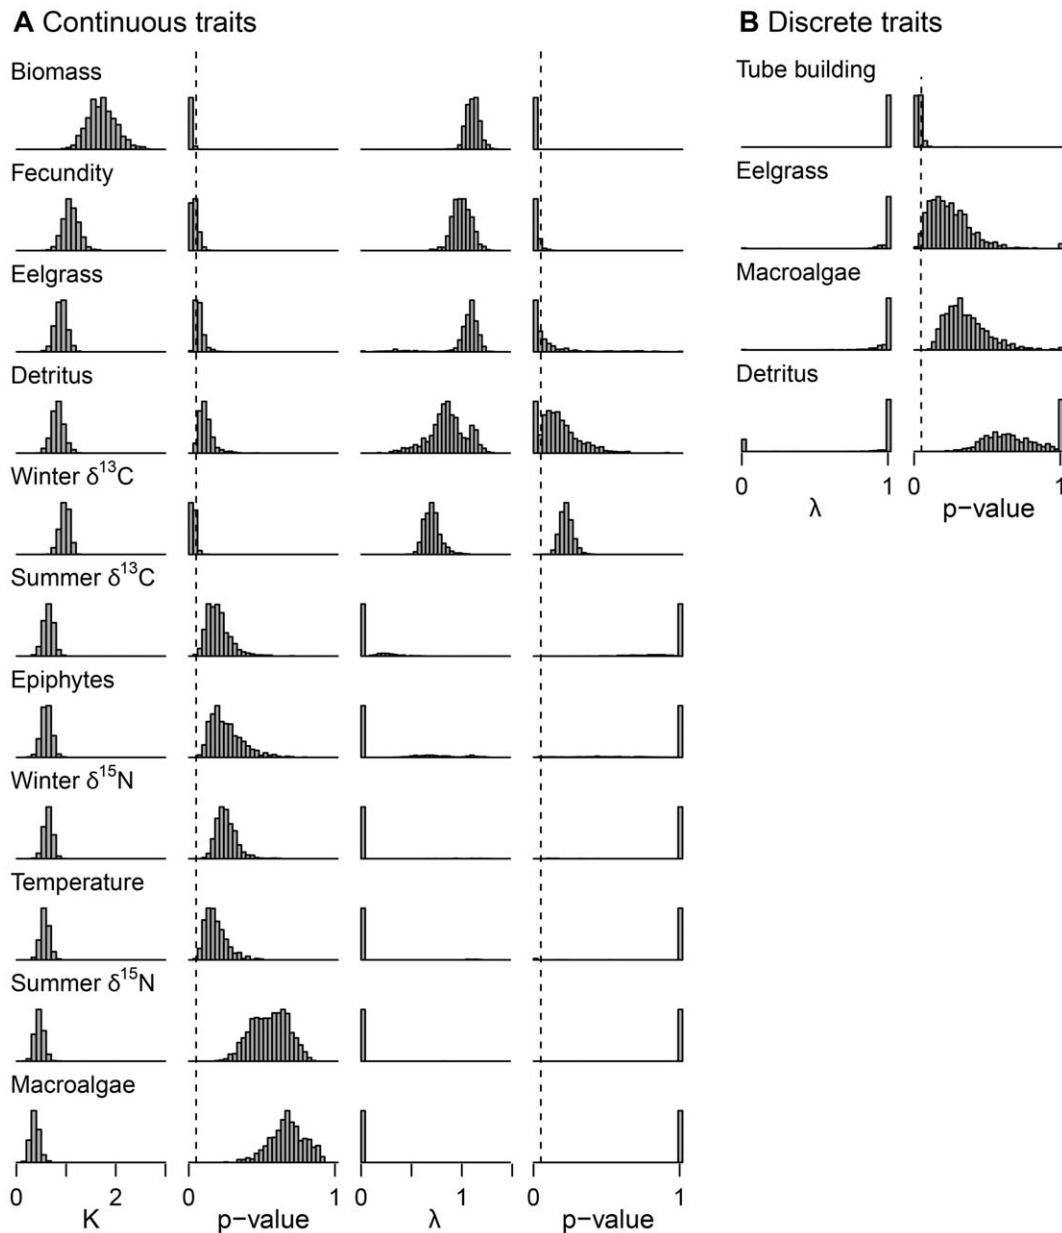 A Continuous traits
Biomass
Fecundity
Eelgrass
Detritus
Winter δ¹³C
Summer δ¹³C
Epiphytes
Winter δ¹⁵N
Temperature
Summer δ¹⁵N
Macroalgae
0 2 0 1 0 1 0 1
K p−value λ p−value
B Discrete traits
Tube building
Eelgrass
Macroalgae
Detritus
0 1 0 1
λ p−value